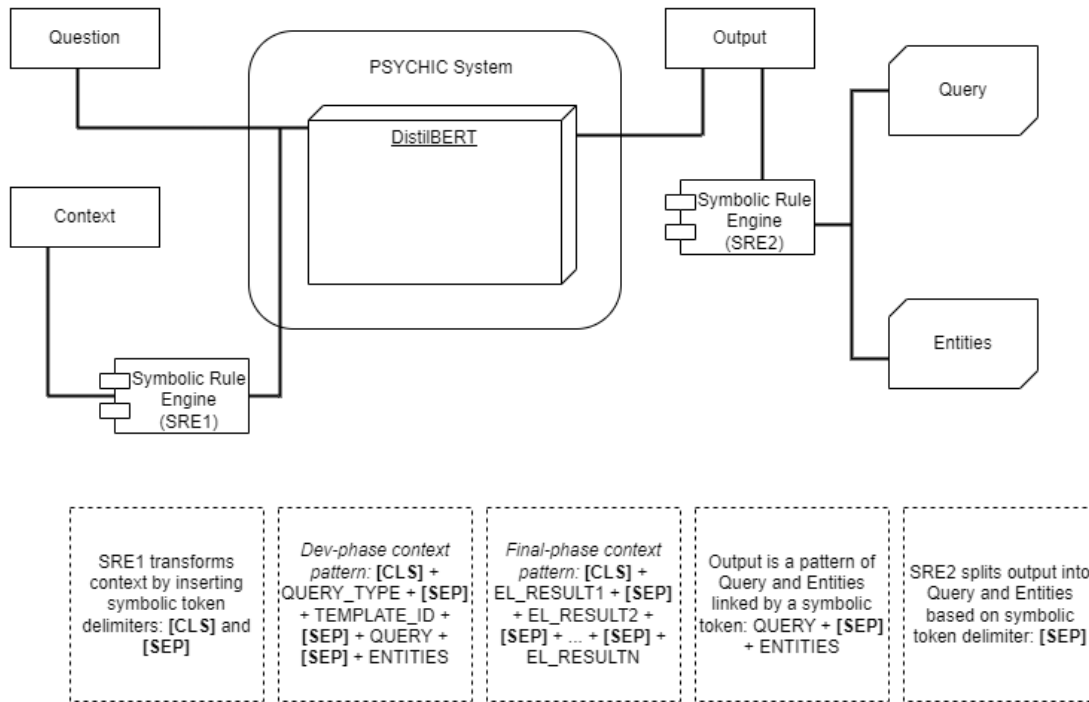 Question
PSYCHIC System
Output
DistilBERT
Query
Context
Symbolic Rule
Engine
(SRE2)
Entities
Symbolic Rule
Engine
(SRE1)
SRE1 transforms
context by inserting
symbolic token
delimiters: [CLS] and
[SEP]
Dev-phase context
pattern: [CLS] +
QUERY_TYPE + [SEP]
+ TEMPLATE_ID +
[SEP] + QUERY +
[SEP] + ENTITIES
Final-phase context
pattern: [CLS] +
EL_RESULT1 + [SEP]
+ EL_RESULT2 +
[SEP] + ... + [SEP] +
EL_RESULTN
Output is a pattern of
Query and Entities
linked by a symbolic
token: QUERY + [SEP]
+ ENTITIES
SRE2 splits output into
Query and Entities
based on symbolic
token delimiter: [SEP]